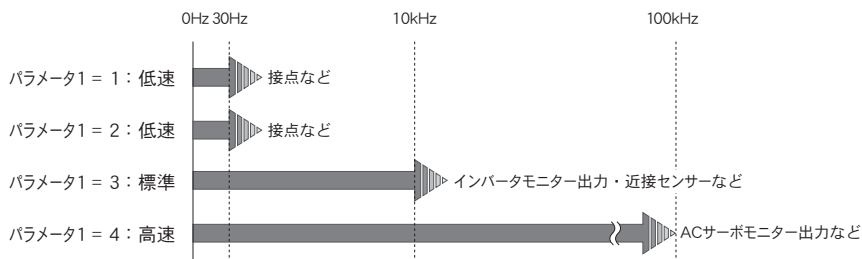 0Hz 30Hz 10kHz 100kHz
パラメータ1 = 1：低速 接点など
パラメータ1 = 2：低速 接点など
パラメータ1 = 3：標準 インバータモニター出力・近接センサーなど
パラメータ1 = 4：高速 ACサーボモニター出力など